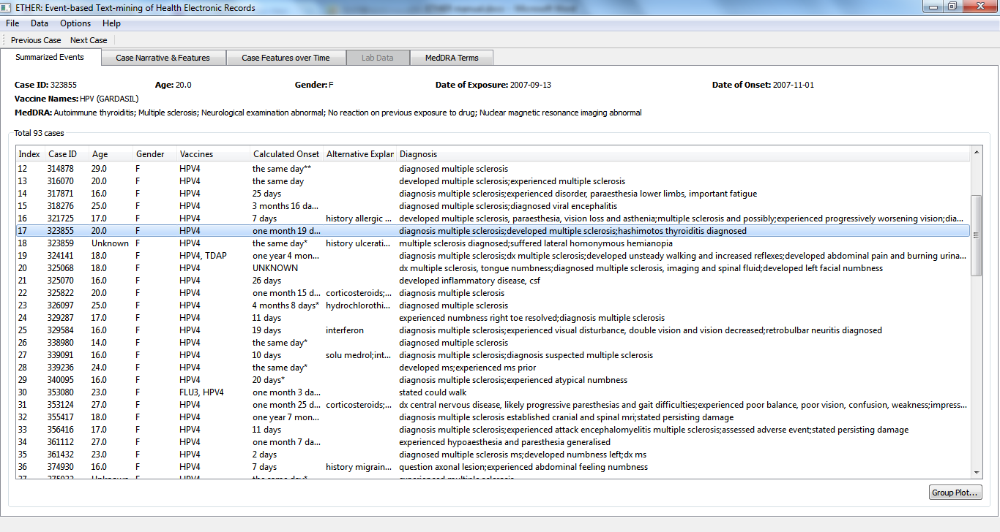 ETHER: Event-based Text-mining of Health Electronic Records
File Data Options Help
Previous Case Next Case
Summarized Events Case Narrative & Features Case Features over Time Lab Data MedDRA Terms
Case ID: 323855 Age: 20.0 Gender: F Date of Exposure: 2007-09-13 Date of Onset: 2007-11-01
Vaccine Names: HPV (GARDASIL)
MedDRA: Autoimmune thyroiditis; Multiple sclerosis; Neurological examination abnormal; No reaction on previous exposure to drug; Nuclear magnetic resonance imaging abnormal
Total 93 cases
Index Case ID Age Gender Vaccines Calculated Onset Alternative Explar Diagnosis
12 314878 29.0 F HPV4 the same day** diagnosed multiple sclerosis
13 316070 20.0 F HPV4 the same day developed multiple sclerosis;experienced multiple sclerosis
14 317871 16.0 F HPV4 25 days diagnosis multiple sclerosis;experienced disorder, paraesthesia lower limbs, important fatigue
15 318276 25.0 F HPV4 3 months 16 da... diagnosis multiple sclerosis;diagnosed viral encephalitis
16 321725 17.0 F HPV4 7 days history allergic ... developed multiple sclerosis, paraesthesia, vision loss and asthenia;multiple sclerosis and possibly;experienced progressively worsening vision;dia...
17 323855 20.0 F HPV4 one month 19 d... diagnosis multiple sclerosis;developed multiple sclerosis;hashimotos thyroiditis diagnosed
18 323859 Unknown F HPV4 the same day* history ulcerati... multiple sclerosis diagnosed;suffered lateral homonymous hemianopia
19 324141 18.0 F HPV4, TDAP one year 4 mon... diagnosis multiple sclerosis;dx multiple sclerosis;developed unsteady walking and increased reflexes;developed abdominal pain and burning urina...
20 325068 18.0 F HPV4 UNKNOWN dx multiple sclerosis, tongue numbness;diagnosed multiple sclerosis, imaging and spinal fluid;developed left facial numbness
21 325070 16.0 F HPV4 26 days developed inflammatory disease, csf
22 325822 20.0 F HPV4 one month 15 d... corticosteroids;... diagnosis multiple sclerosis
23 326097 25.0 F HPV4 4 months 8 days* hydrochlorothi... diagnosed multiple sclerosis
24 329287 17.0 F HPV4 11 days experienced numbness right toe resolved;diagnosis multiple sclerosis
25 329584 16.0 F HPV4 19 days interferon diagnosis multiple sclerosis;experienced visual disturbance, double vision and vision decreased;retrobulbar neuritis diagnosed
26 338980 14.0 F HPV4 the same day* diagnosed multiple sclerosis
27 339091 16.0 F HPV4 10 days solu medrol;int... diagnosis multiple sclerosis;diagnosis suspected multiple sclerosis
28 339236 24.0 F HPV4 the same day* developed ms;experienced ms prior
29 340095 16.0 F HPV4 20 days* diagnosis multiple sclerosis;experienced atypical numbness
30 353080 23.0 F FLU3, HPV4 one month 3 da... stated could walk
31 353124 27.0 F HPV4 one month 25 d... corticosteroids;... dx central nervous disease, likely progressive paresthesias and gait difficulties;experienced poor balance, poor vision, confusion, weakness;impress...
32 355417 18.0 F HPV4 one year 7 mon... diagnosis multiple sclerosis established cranial and spinal mri;stated persisting damage
33 356416 17.0 F HPV4 11 days diagnosis multiple sclerosis;experienced attack encephalomyelitis multiple sclerosis;assessed adverse event;stated persisting damage
34 361112 27.0 F HPV4 one month 7 da... experienced hypoaesthesia and paresthesia generalised
35 361432 23.0 F HPV4 2 days diagnosed multiple sclerosis ms;developed numbness left;dx ms
36 374930 16.0 F HPV4 7 days history migrain... question axonal lesion;experienced abdominal feeling numbness
Group Plot...